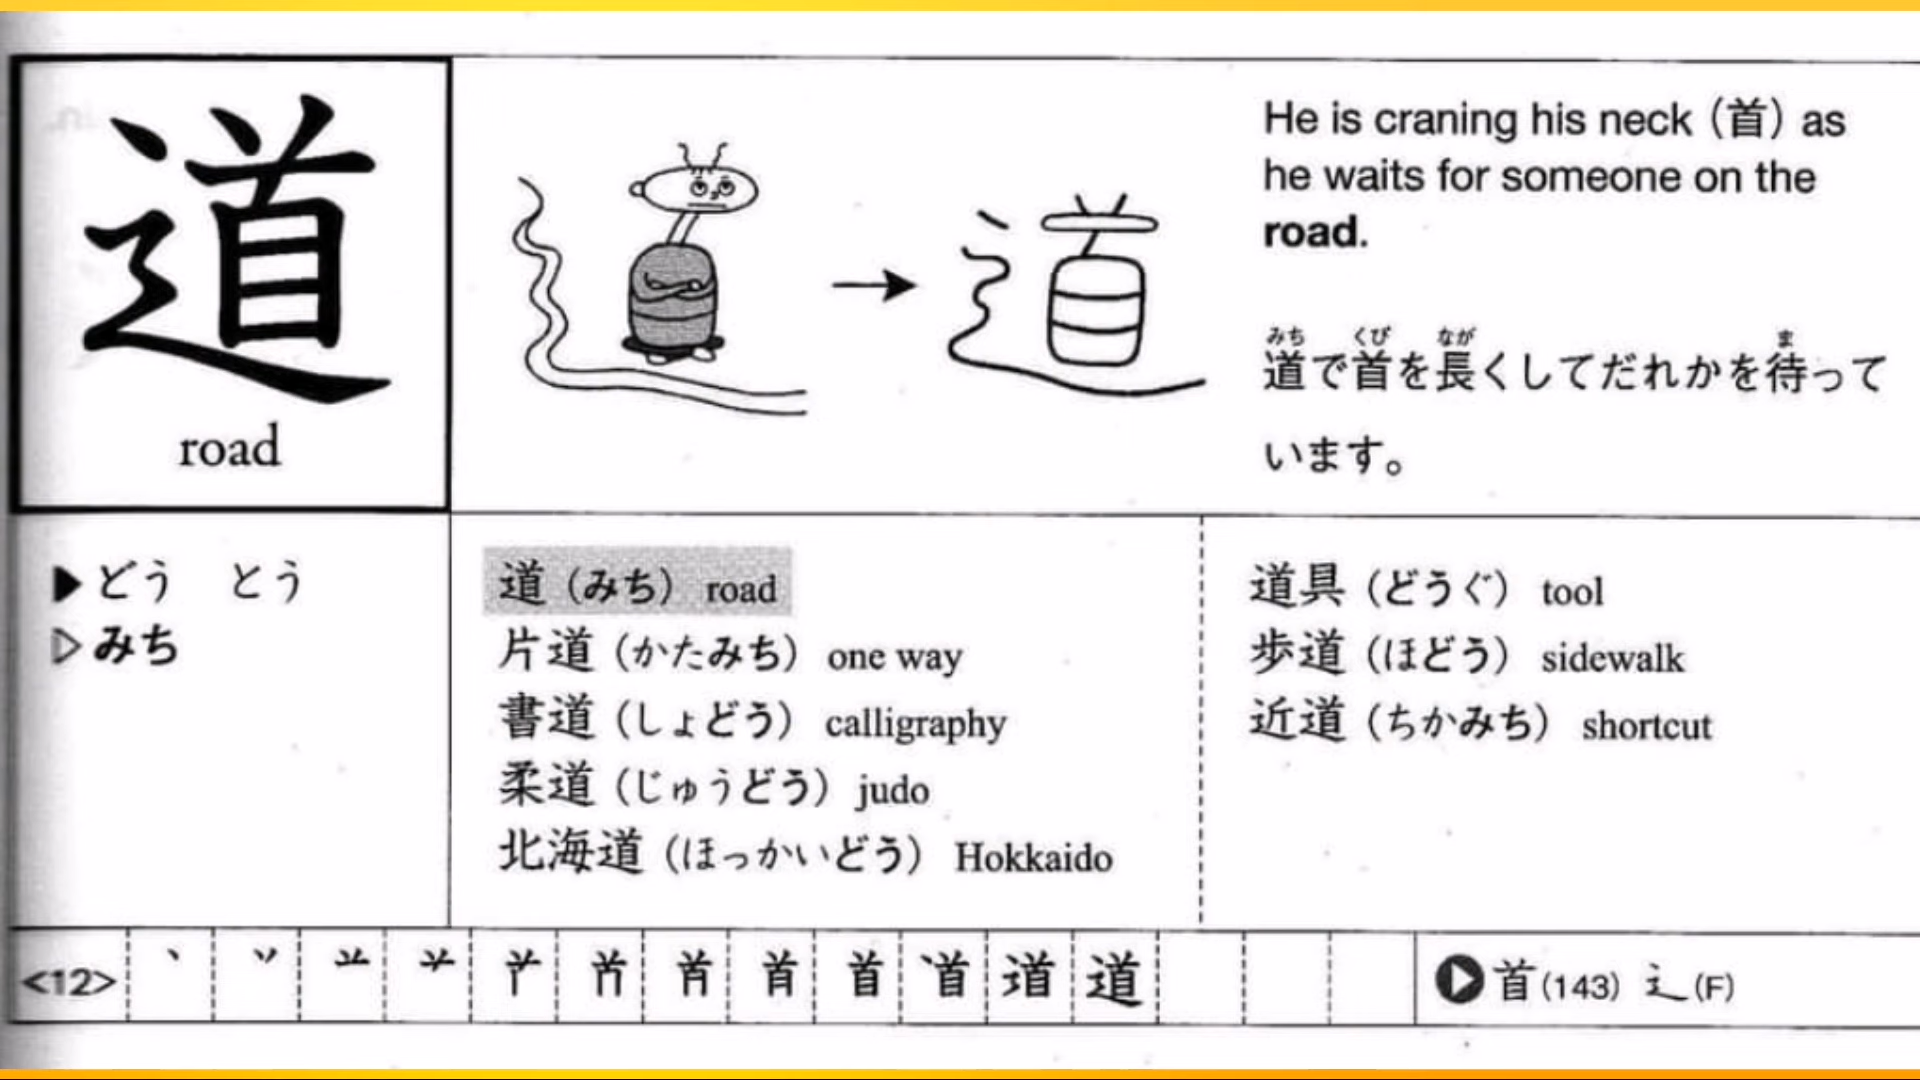 道
road
He is craning his neck（首）as
he waits for someone on the
road.
みち くび なが ま
道で首を長くしてだれかを待って
います。
▶どう とう
▷みち
道（みち） road
片道（かたみち） one way
書道（しょどう） calligraphy
柔道（じゅうどう） judo
北海道（ほっかいどう） Hokkaido
道具（どうぐ） tool
歩道（ほどう） sidewalk
近道（ちかみち） shortcut
<12>
首 道 道
首(143) 辶(F)